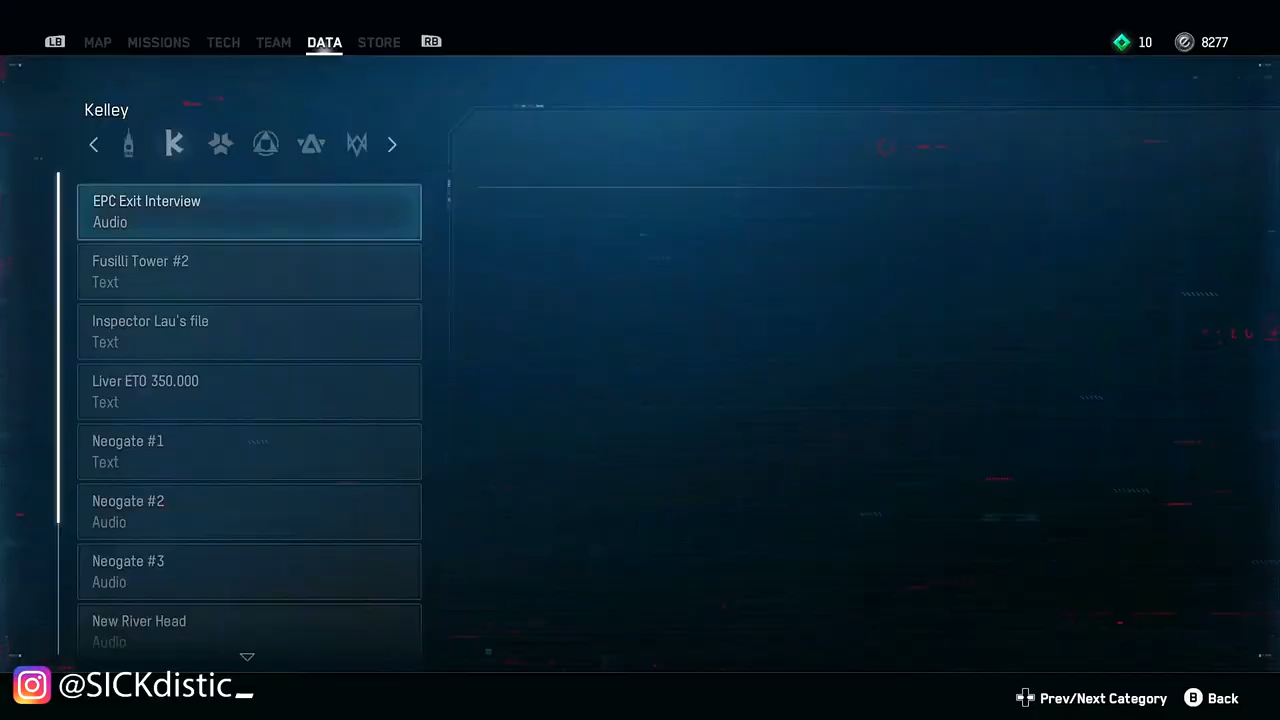 LB MAP MISSIONS TECH TEAM DATA STORE RB 10 8277
Kelley
EPC Exit Interview
Audio
Fusilli Tower #2
Text
Inspector Lau's file
Text
Liver ETO 350.000
Text
Neogate #1
Text
Neogate #2
Audio
Neogate #3
Audio
New River Head
Audio
@SICKdistic_
Prev/Next Category B Back